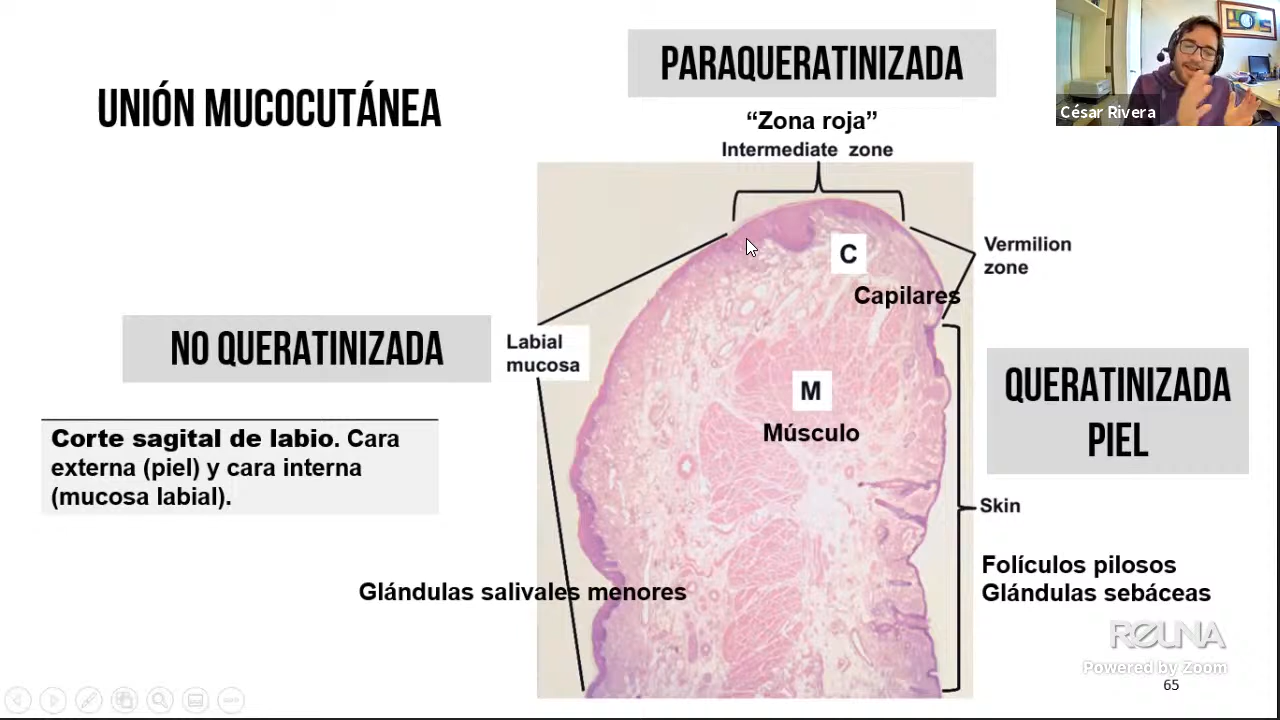 PARAQUERATINIZADA
César Rivera
UNIÓN MUCOCUTÁNEA
“Zona roja”
Intermediate zone
C
Vermilion
zone
Capilares
NO QUERATINIZADA
Labial
mucosa
M
Músculo
QUERATINIZADA
PIEL
Corte sagital de labio. Cara
externa (piel) y cara interna
(mucosa labial).
Skin
Folículos pilosos
Glándulas sebáceas
Glándulas salivales menores
REUNA
Powered by Zoom
65